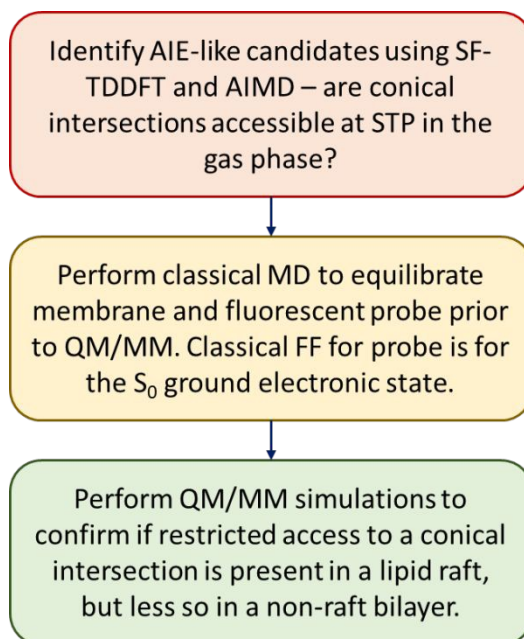 Identify AIE-like candidates using SF-
TDDFT and AIMD – are conical
intersections accessible at STP in the
gas phase?
Perform classical MD to equilibrate
membrane and fluorescent probe prior
to QM/MM. Classical FF for probe is for
the S₀ ground electronic state.
Perform QM/MM simulations to
confirm if restricted access to a conical
intersection is present in a lipid raft,
but less so in a non-raft bilayer.